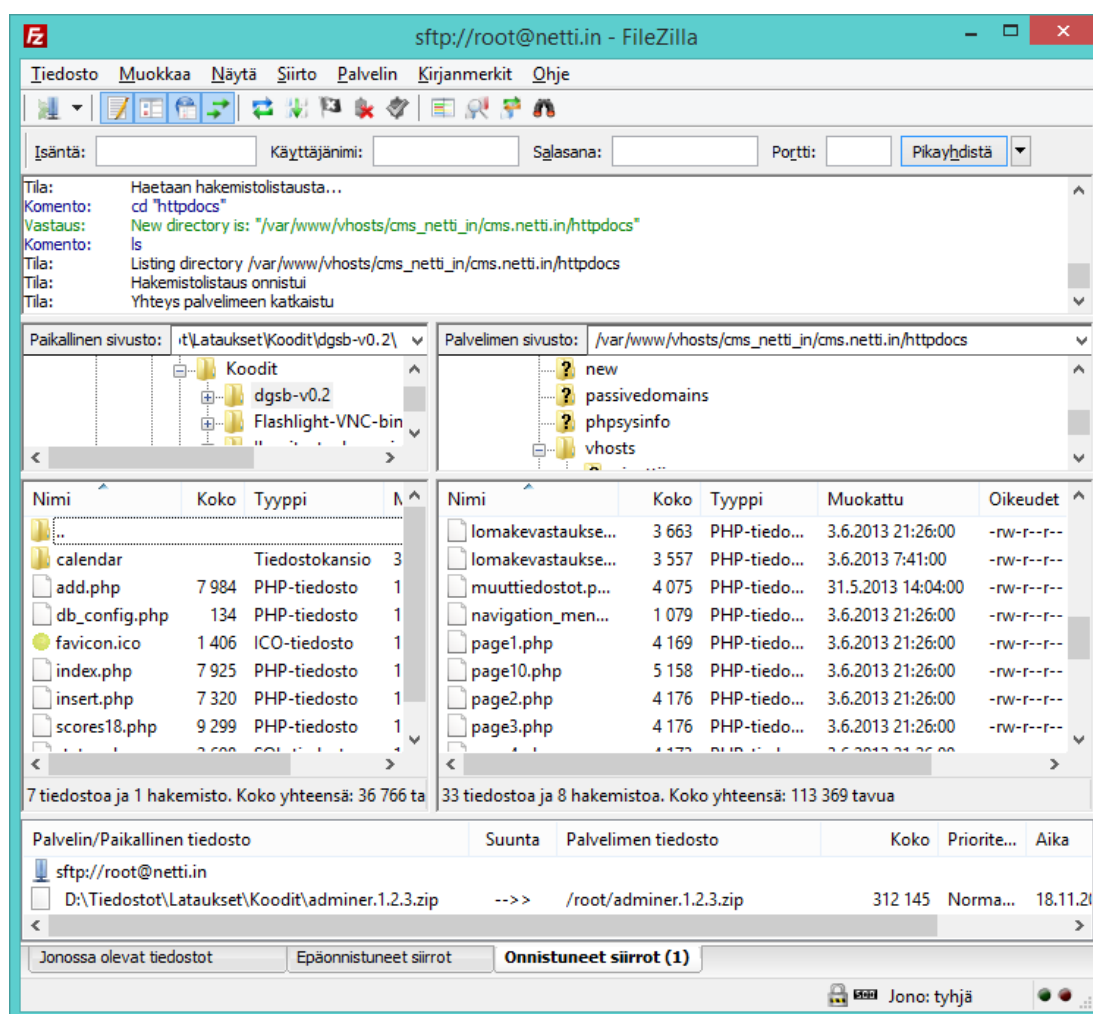 Fz sftp://root@netti.in - FileZilla
Tiedosto Muokkaa Näytä Siirto Palvelin Kirjanmerkit Ohje
Isäntä: Käyttäjänimi: Salasana: Portti: Pikayhdistä
Tila: Haetaan hakemistolistausta...
Komento: cd "httpdocs"
Vastaus: New directory is: "/var/www/vhosts/cms_netti_in/cms.netti.in/httpdocs"
Komento: ls
Tila: Listing directory /var/www/vhosts/cms_netti_in/cms.netti.in/httpdocs
Tila: Hakemistolistaus onnistui
Tila: Yhteys palvelimeen katkaistu
Paikallinen sivusto: t\Lataukset\Koodit\dgsb-v0.2\
Koodit
dgsb-v0.2
Flashlight-VNC-bin
Palvelimen sivusto: /var/www/vhosts/cms_netti_in/cms.netti.in/httpdocs
new
passivedomains
phpsysinfo
vhosts
Nimi Koko Tyyppi
..
calendar Tiedostokansio 3
add.php 7 984 PHP-tiedosto 1
db_config.php 134 PHP-tiedosto 1
favicon.ico 1 406 ICO-tiedosto 1
index.php 7 925 PHP-tiedosto 1
insert.php 7 320 PHP-tiedosto 1
scores18.php 9 299 PHP-tiedosto 1
7 tiedostoa ja 1 hakemisto. Koko yhteensä: 36 766 ta
Nimi Koko Tyyppi Muokattu Oikeudet
lomakevastaukse... 3 663 PHP-tiedo... 3.6.2013 21:26:00 -rw-r--r--
lomakevastaukse... 3 557 PHP-tiedo... 3.6.2013 7:41:00 -rw-r--r--
muuttiedostot.p... 4 075 PHP-tiedo... 31.5.2013 14:04:00 -rw-r--r--
navigation_men... 1 079 PHP-tiedo... 3.6.2013 21:26:00 -rw-r--r--
page1.php 4 169 PHP-tiedo... 3.6.2013 21:26:00 -rw-r--r--
page10.php 5 158 PHP-tiedo... 3.6.2013 21:26:00 -rw-r--r--
page2.php 4 176 PHP-tiedo... 3.6.2013 21:26:00 -rw-r--r--
page3.php 4 176 PHP-tiedo... 3.6.2013 21:26:00 -rw-r--r--
33 tiedostoa ja 8 hakemistoa. Koko yhteensä: 113 369 tavua
Palvelin/Paikallinen tiedosto Suunta Palvelimen tiedosto Koko Priorite... Aika
sftp://root@netti.in
D:\Tiedostot\Lataukset\Koodit\adminer.1.2.3.zip -->> /root/adminer.1.2.3.zip 312 145 Norma... 18.11.20
Jonossa olevat tiedostot Epäonnistuneet siirrot Onnistuneet siirrot (1)
Jono: tyhjä